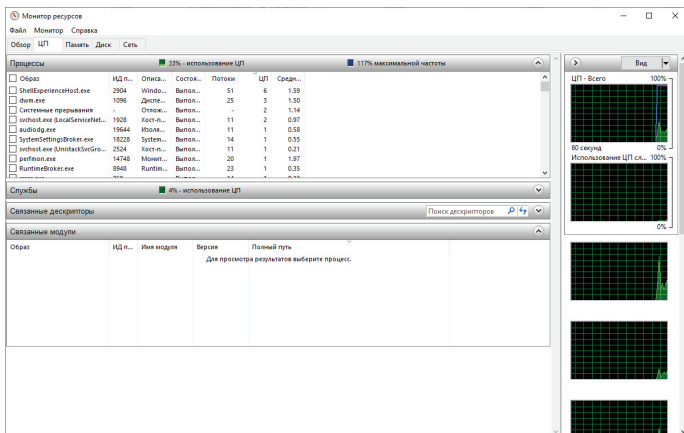 Монитор ресурсов
Файл Монитор Справка
Обзор ЦП Память Диск Сеть
Процессы 33% - использование ЦП 117% максимальной частоты
Образ ИД п... Описа... Состоя... Потоки ЦП Средн...
ShellExperienceHost.exe 2904 Windo... Выпол... 51 6 1.59
dwm.exe 1096 Диспе... Выпол... 25 3 1.50
Системные прерывания - Отлож... Выпол... - 2 1.14
svchost.exe (LocalServiceNet... 1928 Хост-п... Выпол... 11 2 0.97
audiodg.exe 19644 Изоля... Выпол... 11 1 0.58
SystemSettingsBroker.exe 18228 System... Выпол... 14 1 0.55
svchost.exe (UnistackSvcGro... 2524 Хост-п... Выпол... 11 1 0.21
perfmon.exe 14748 Монит... Выпол... 20 1 1.97
RuntimeBroker.exe 8948 Runtim... Выпол... 23 1 0.35
Службы 4% - использование ЦП
Связанные дескрипторы Поиск дескрипторов
Связанные модули
Образ ИД п... Имя модуля Версия Полный путь
Для просмотра результатов выберите процесс.
Вид
ЦП - Всего 100%
60 секунд 0%
Использование ЦП сл... 100%
0%